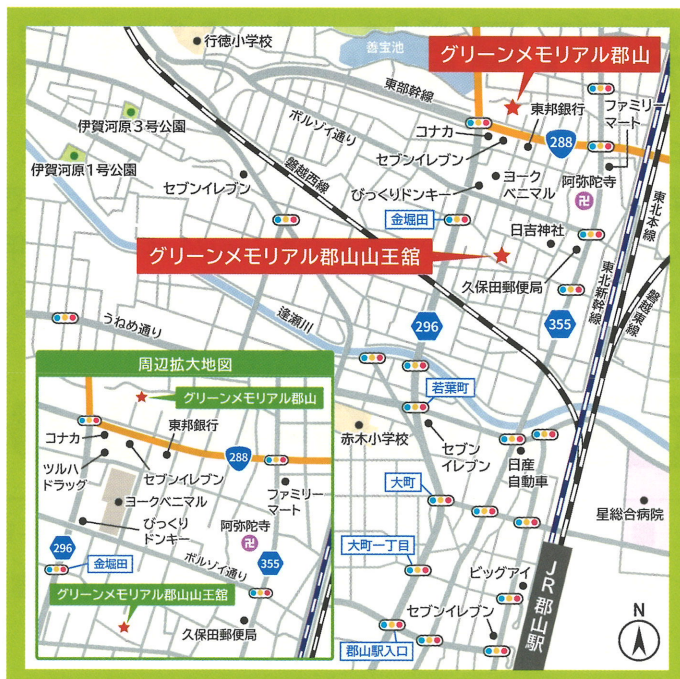 行徳小学校
善宝池
グリーンメモリアル郡山
東部幹線
ファミリー
マート
伊賀河原3号公園
ボルゾイ通り
コナカ
東邦銀行
288
セブンイレブン
伊賀河原1号公園
セブンイレブン
磐越西線
びっくりドンキー
ヨーク
ベニマル
阿弥陀寺
卍
東北本線
金堀田
日吉神社
グリーンメモリアル郡山山王舘
久保田郵便局
東北新幹線
磐越東線
うねめ通り
逢瀬川
296
355
若葉町
赤木小学校
セブン
イレブン
日産
自動車
大町
星総合病院
大町一丁目
ビッグアイ
JR郡山駅
セブンイレブン
郡山駅入口
N
周辺拡大地図
グリーンメモリアル郡山
コナカ
東邦銀行
288
セブンイレブン
ツルハ
ドラッグ
ヨークベニマル
ファミリー
マート
びっくり
ドンキー
阿弥陀寺
卍
296
金堀田
ボルゾイ通り
355
グリーンメモリアル郡山山王舘
久保田郵便局